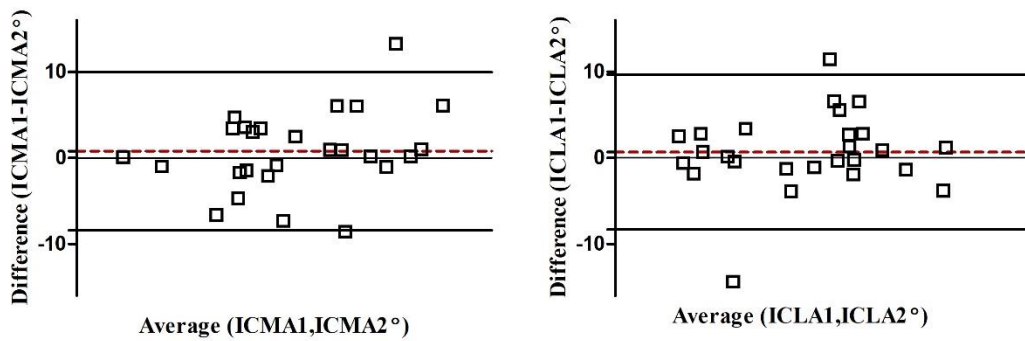 Difference (ICMA1-ICMA2°)
10
0
-10
Average (ICMA1,ICMA2°)
Difference (ICLA1-ICLA2°)
10
0
-10
Average (ICLA1,ICLA2°)